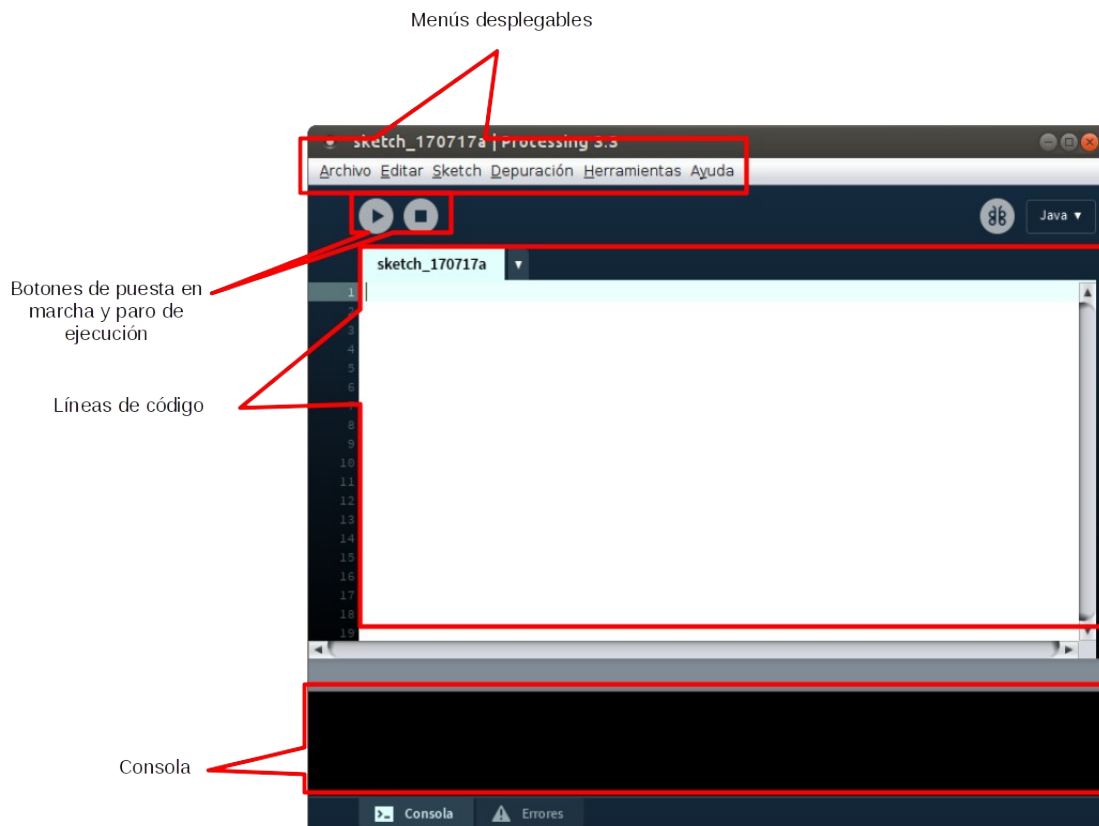 Menús desplegables
sketch_170717a | Processing 3.3
Archivo Editar Sketch Depuración Herramientas Ayuda
Java ▼
sketch_170717a ▼
Botones de puesta en
marcha y paro de
ejecución
Líneas de código
1
2
3
4
5
6
7
8
9
10
11
12
13
14
15
16
17
18
19
Consola
>_ Consola
Errores